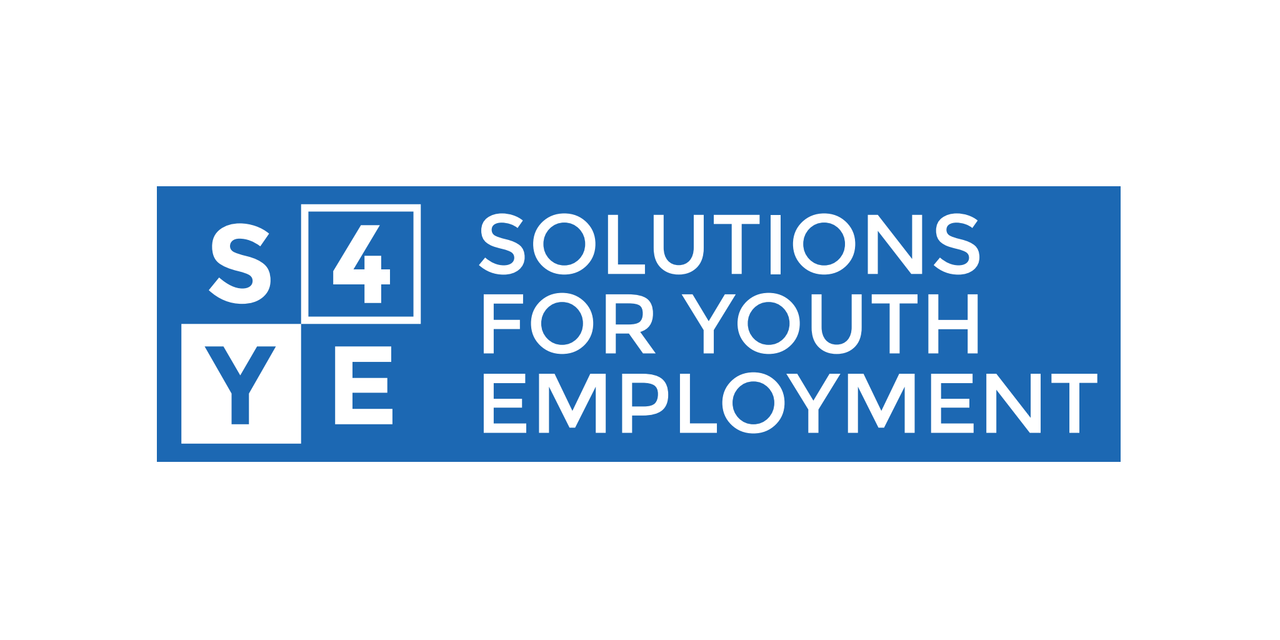 S4
YE
SOLUTIONS
FOR YOUTH
EMPLOYMENT